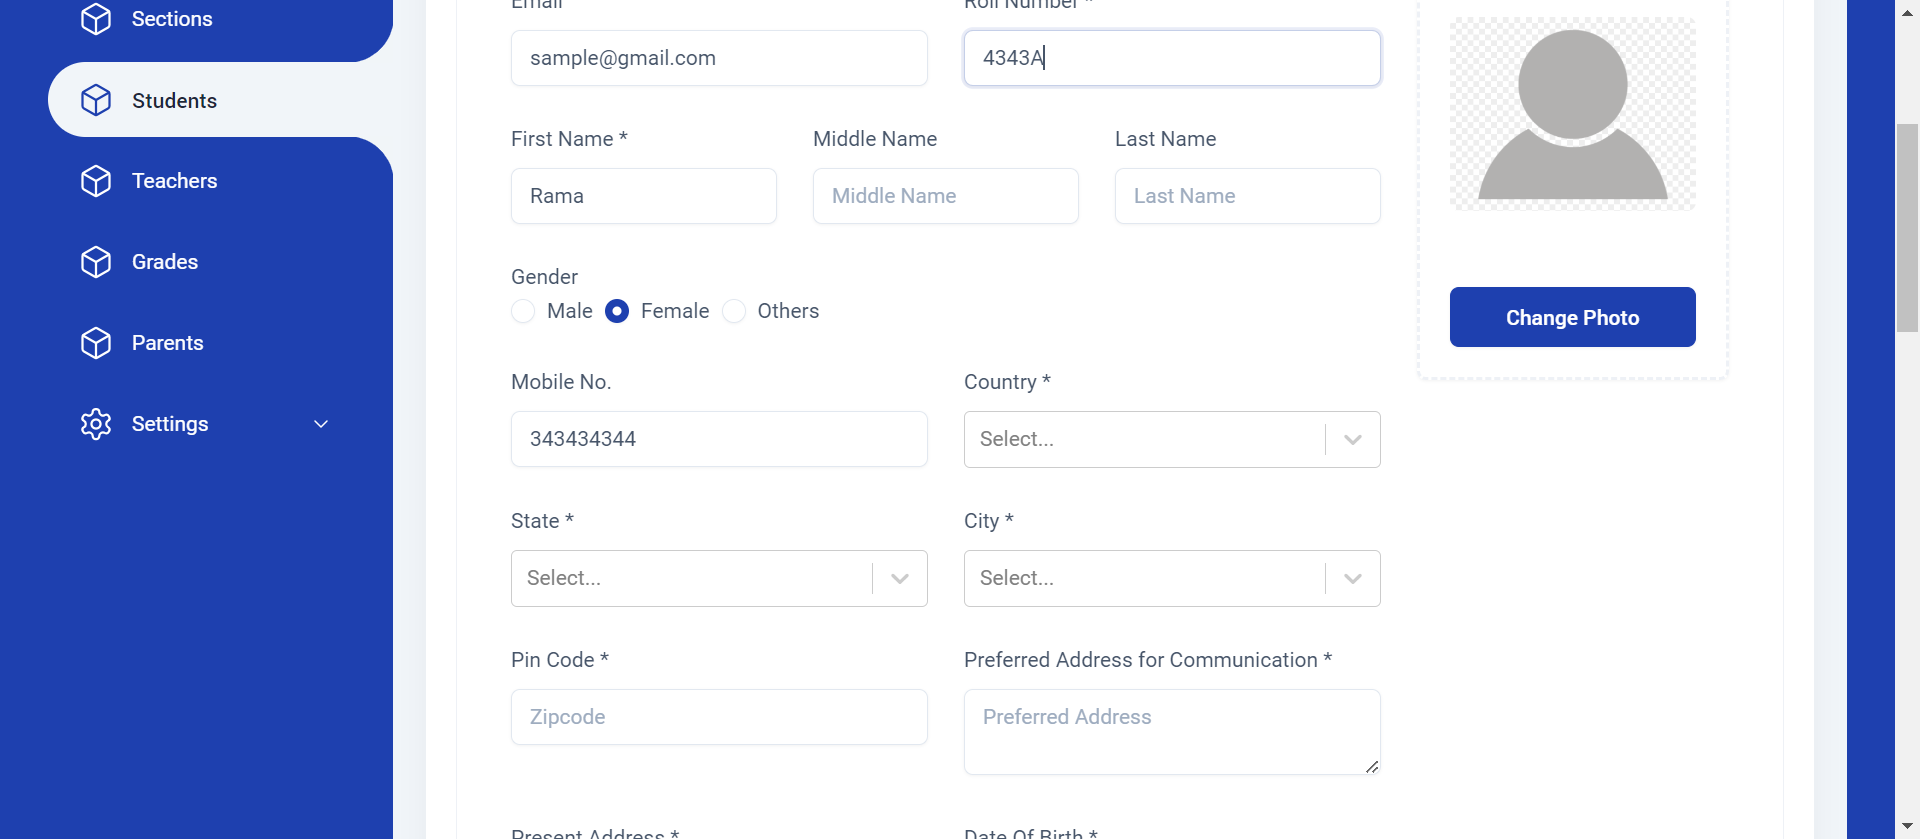 Sections
Students
Teachers
Grades
Parents
Settings
Email
Roll Number *
sample@gmail.com
4343A
First Name *
Middle Name
Last Name
Rama
Middle Name
Last Name
Gender
Male
Female
Others
Change Photo
Mobile No.
Country *
343434344
Select...
State *
City *
Select...
Select...
Pin Code *
Preferred Address for Communication *
Zipcode
Preferred Address
Present Address *
Date Of Birth *